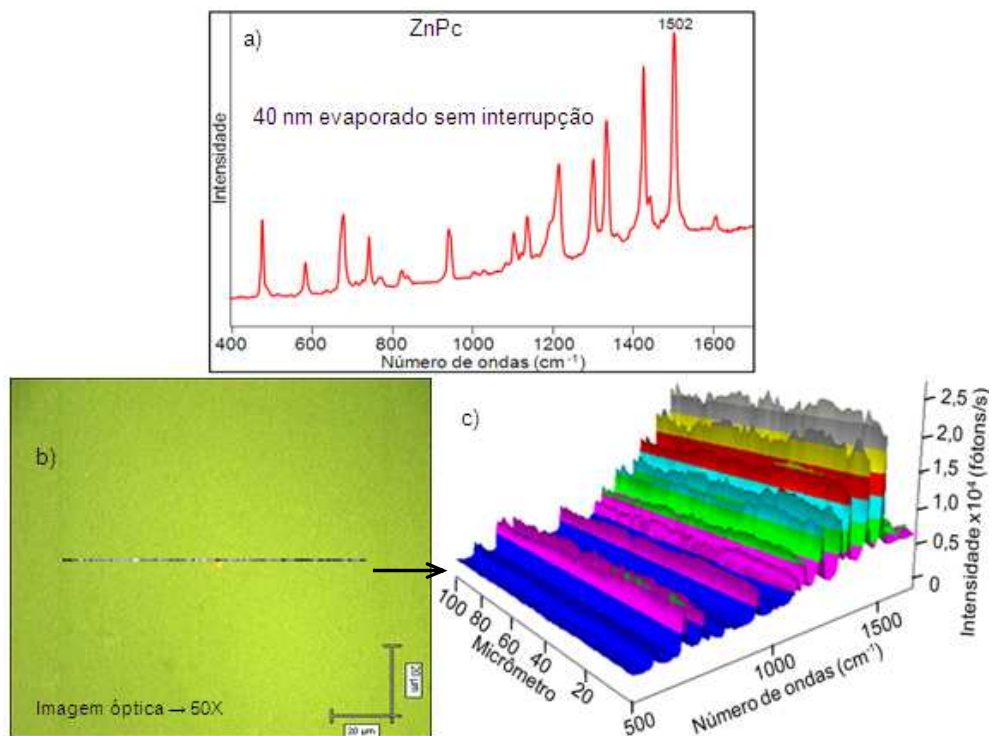 a)
ZnPc
1502
40 nm evaporado sem interrupção
Intensidade
400 600 800 1000 1200 1400 1600
Número de ondas (cm⁻¹)
b)
20 µm
20 µm
Imagem óptica → 50X
c)
2,5
2,0
1,5
1,0
0,5
0
Intensidade x10⁴ (fótons/s)
100 80 60 40 20
Micrômetro
500 1000 1500
Número de ondas (cm⁻¹)